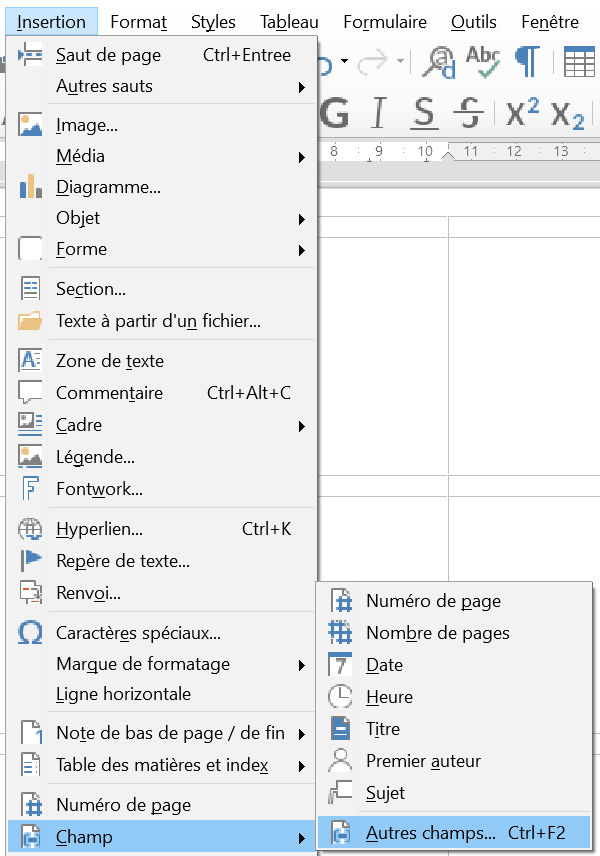 Insertion Format Styles Tableau Formulaire Outils Fenêtre
Saut de page Ctrl+Entree
Autres sauts
Image...
Média
Diagramme...
Objet
Forme
Section...
Texte à partir d'un fichier...
Zone de texte
Commentaire Ctrl+Alt+C
Cadre
Légende...
Fontwork...
Hyperlien... Ctrl+K
Repère de texte...
Renvoi...
Caractères spéciaux...
Marque de formatage
Ligne horizontale
Note de bas de page / de fin
Table des matières et index
Numéro de page
Champ
Abc
G I S S X2 X2
8 9 10 11 12 13
Numéro de page
Nombre de pages
Date
Heure
Titre
Premier auteur
Sujet
Autres champs... Ctrl+F2